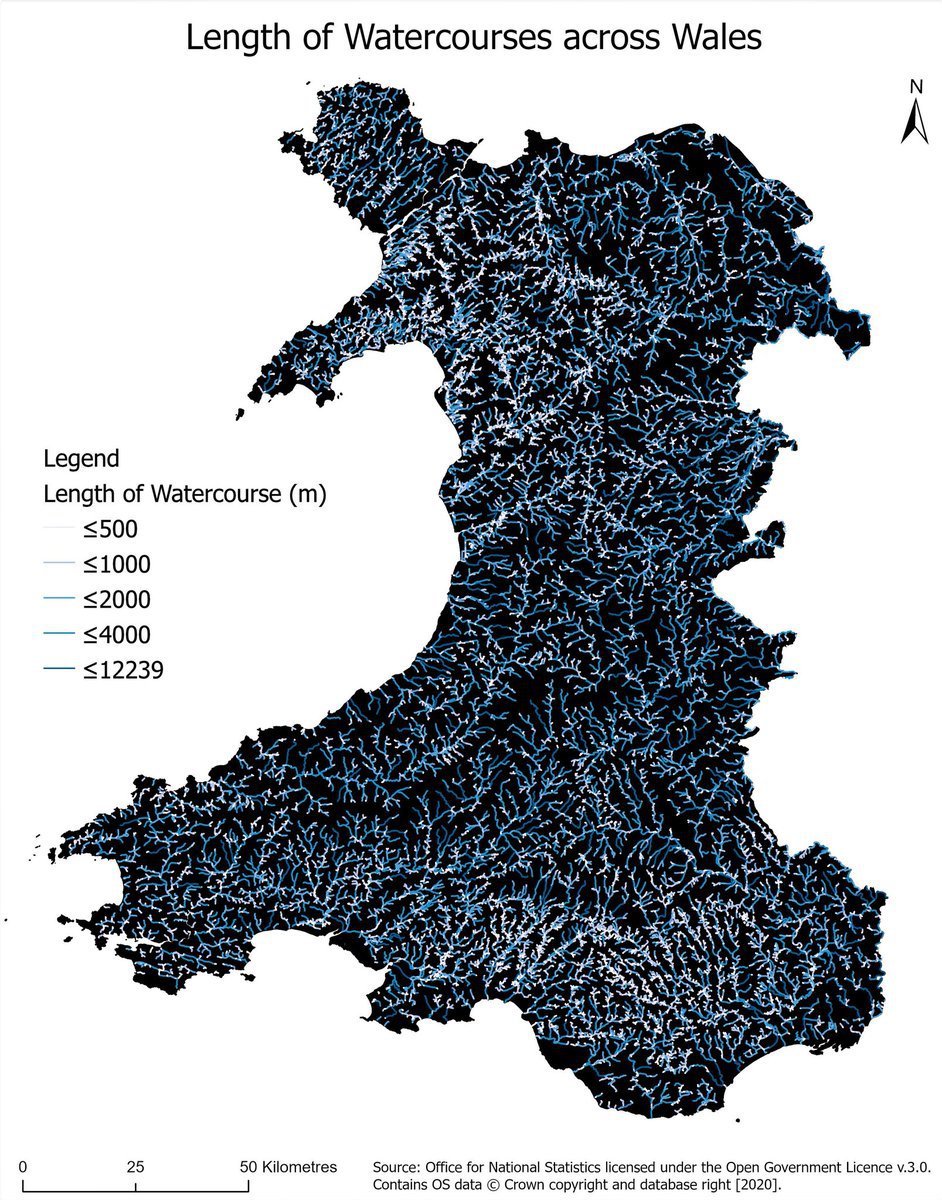 Length of Watercourses across Wales
N
Legend
Length of Watercourse (m)
≤500
≤1000
≤2000
≤4000
≤12239
0 25 50 Kilometres
Source: Office for National Statistics licensed under the Open Government Licence v.3.0.
Contains OS data © Crown copyright and database right [2020].